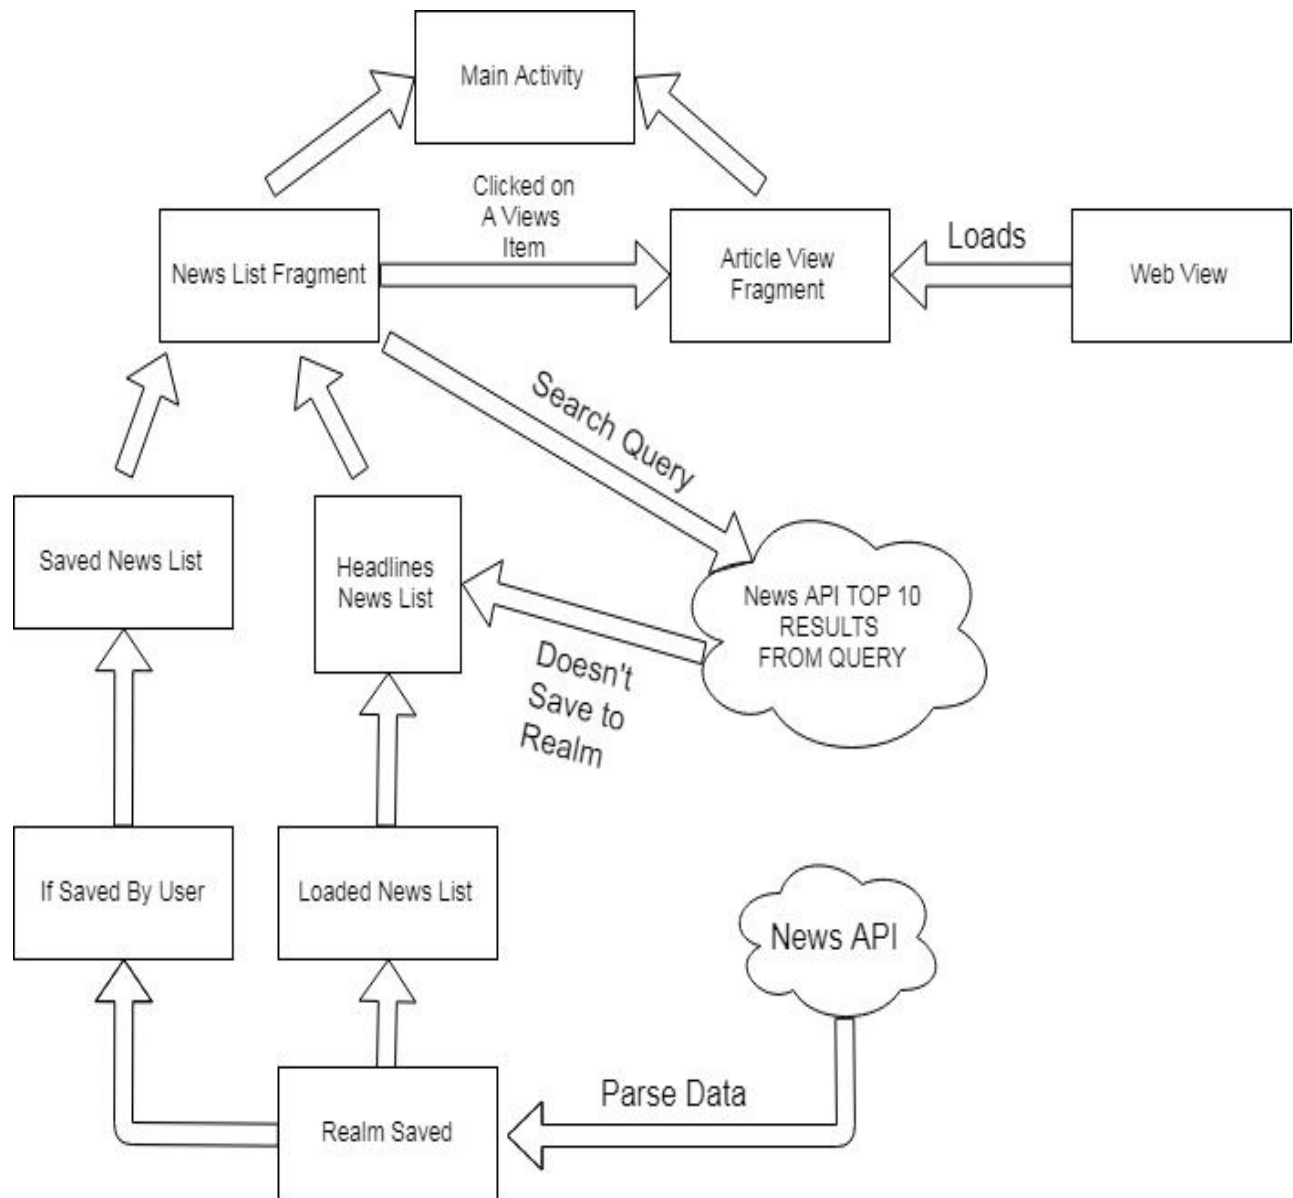 Main Activity
Clicked on
A Views
Item
News List Fragment
Article View
Fragment
Loads
Web View
Search Query
Saved News List
Headlines
News List
News API TOP 10
RESULTS
FROM QUERY
Doesn't
Save to
Realm
If Saved By User
Loaded News List
News API
Parse Data
Realm Saved